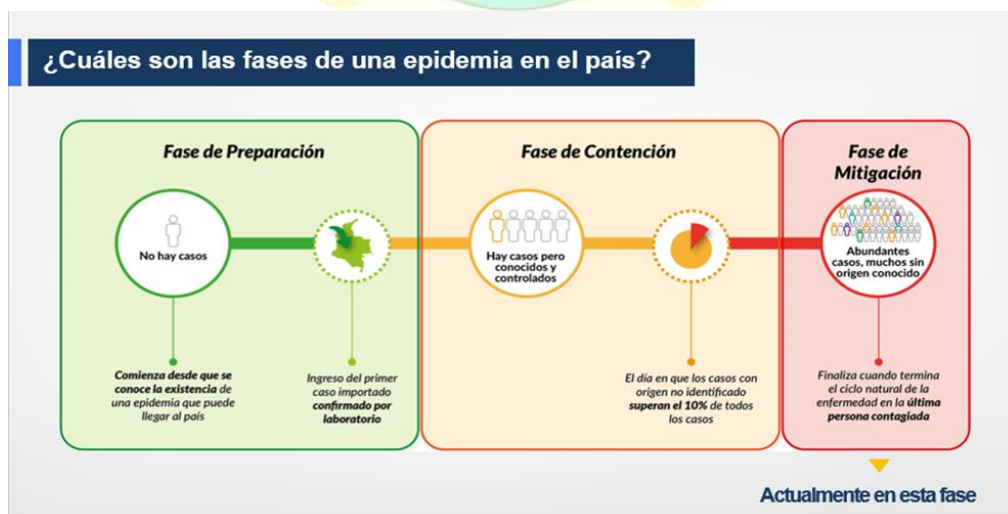 ¿Cuáles son las fases de una epidemia en el país?
Fase de Preparación
No hay casos
Comienza desde que se
conoce la existencia de
una epidemia que puede
llegar al país
Ingreso del primer
caso importado
confirmado por
laboratorio
Fase de Contención
Hay casos pero
conocidos y
controlados
El día en que los casos con
origen no identificado
superan el 10% de todos
los casos
Fase de
Mitigación
Abundantes
casos, muchos sin
origen conocido
Finaliza cuando termina
el ciclo natural de la
enfermedad en la última
persona contagiada
Actualmente en esta fase